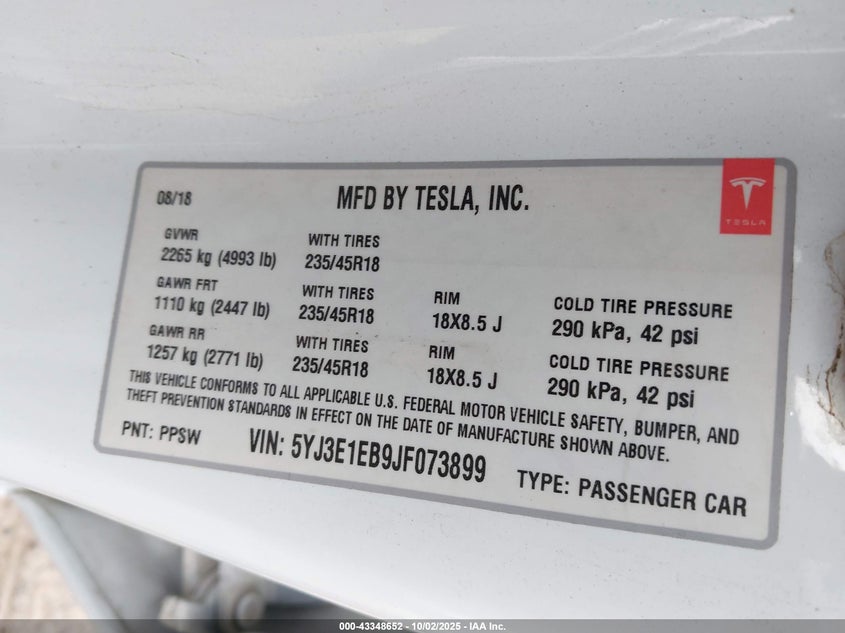 08/18
MFD BY TESLA, INC.
TESLA
GVWR
2265 kg (4993 lb)
WITH TIRES
235/45R18
GAWR FRT
1110 kg (2447 lb)
WITH TIRES
235/45R18
RIM
18X8.5 J
COLD TIRE PRESSURE
290 kPa, 42 psi
GAWR RR
1257 kg (2771 lb)
WITH TIRES
235/45R18
RIM
18X8.5 J
COLD TIRE PRESSURE
290 kPa, 42 psi
THIS VEHICLE CONFORMS TO ALL APPLICABLE U.S. FEDERAL MOTOR VEHICLE SAFETY, BUMPER, AND
THEFT PREVENTION STANDARDS IN EFFECT ON THE DATE OF MANUFACTURE SHOWN ABOVE.
PNT: PPSW
VIN: 5YJ3E1EB9JF073899
TYPE: PASSENGER CAR
000-43348652 - 10/02/2025 - IAA Inc.